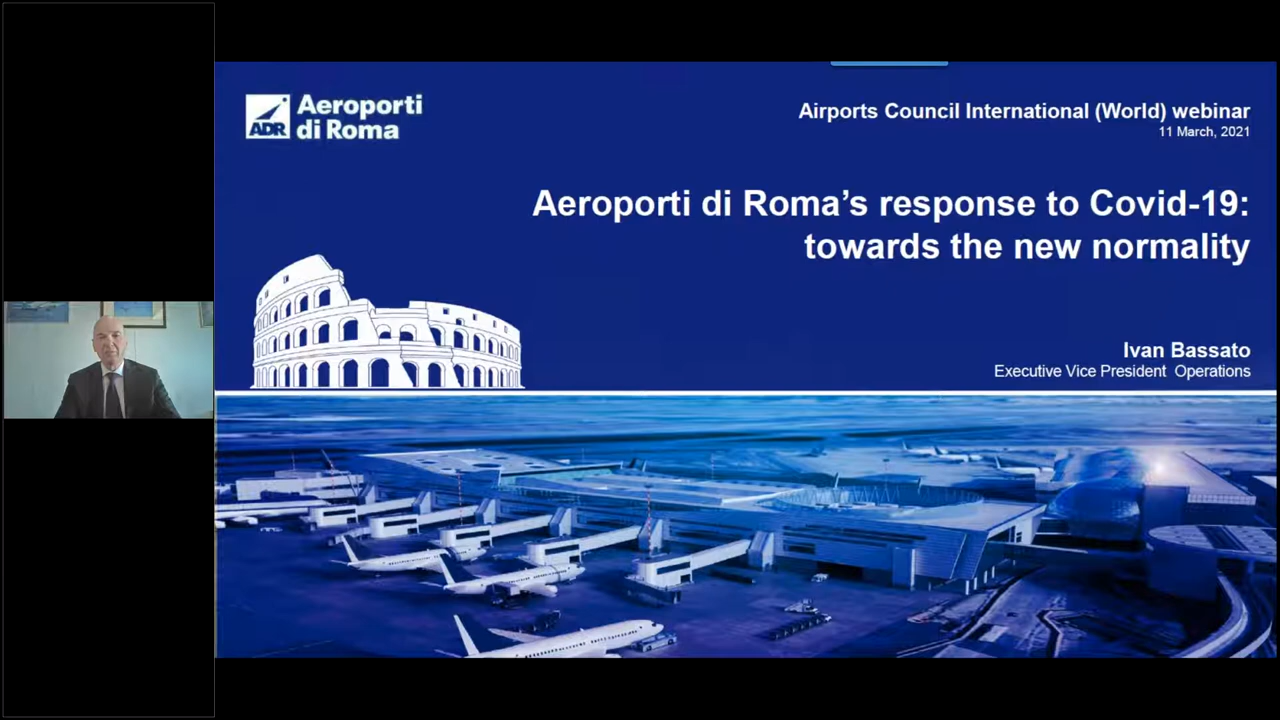 Aeroporti
di Roma
ADR
Airports Council International (World) webinar
11 March, 2021
Aeroporti di Roma’s response to Covid-19:
towards the new normality
Ivan Bassato
Executive Vice President Operations